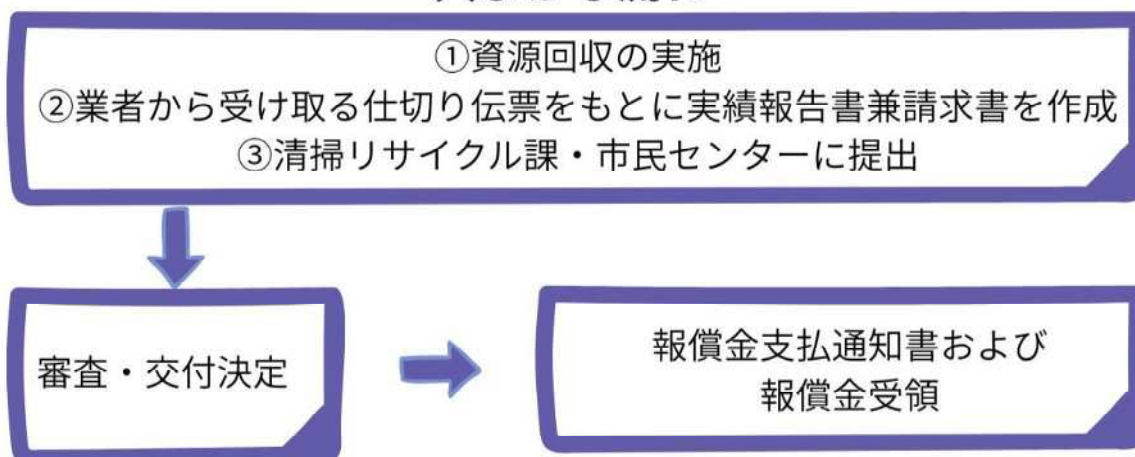 ①資源回収の実施
②業者から受け取る仕切り伝票をもとに実績報告書兼請求書を作成
③清掃リサイクル課・市民センターに提出
審査・交付決定
報償金支払通知書および
報償金受領